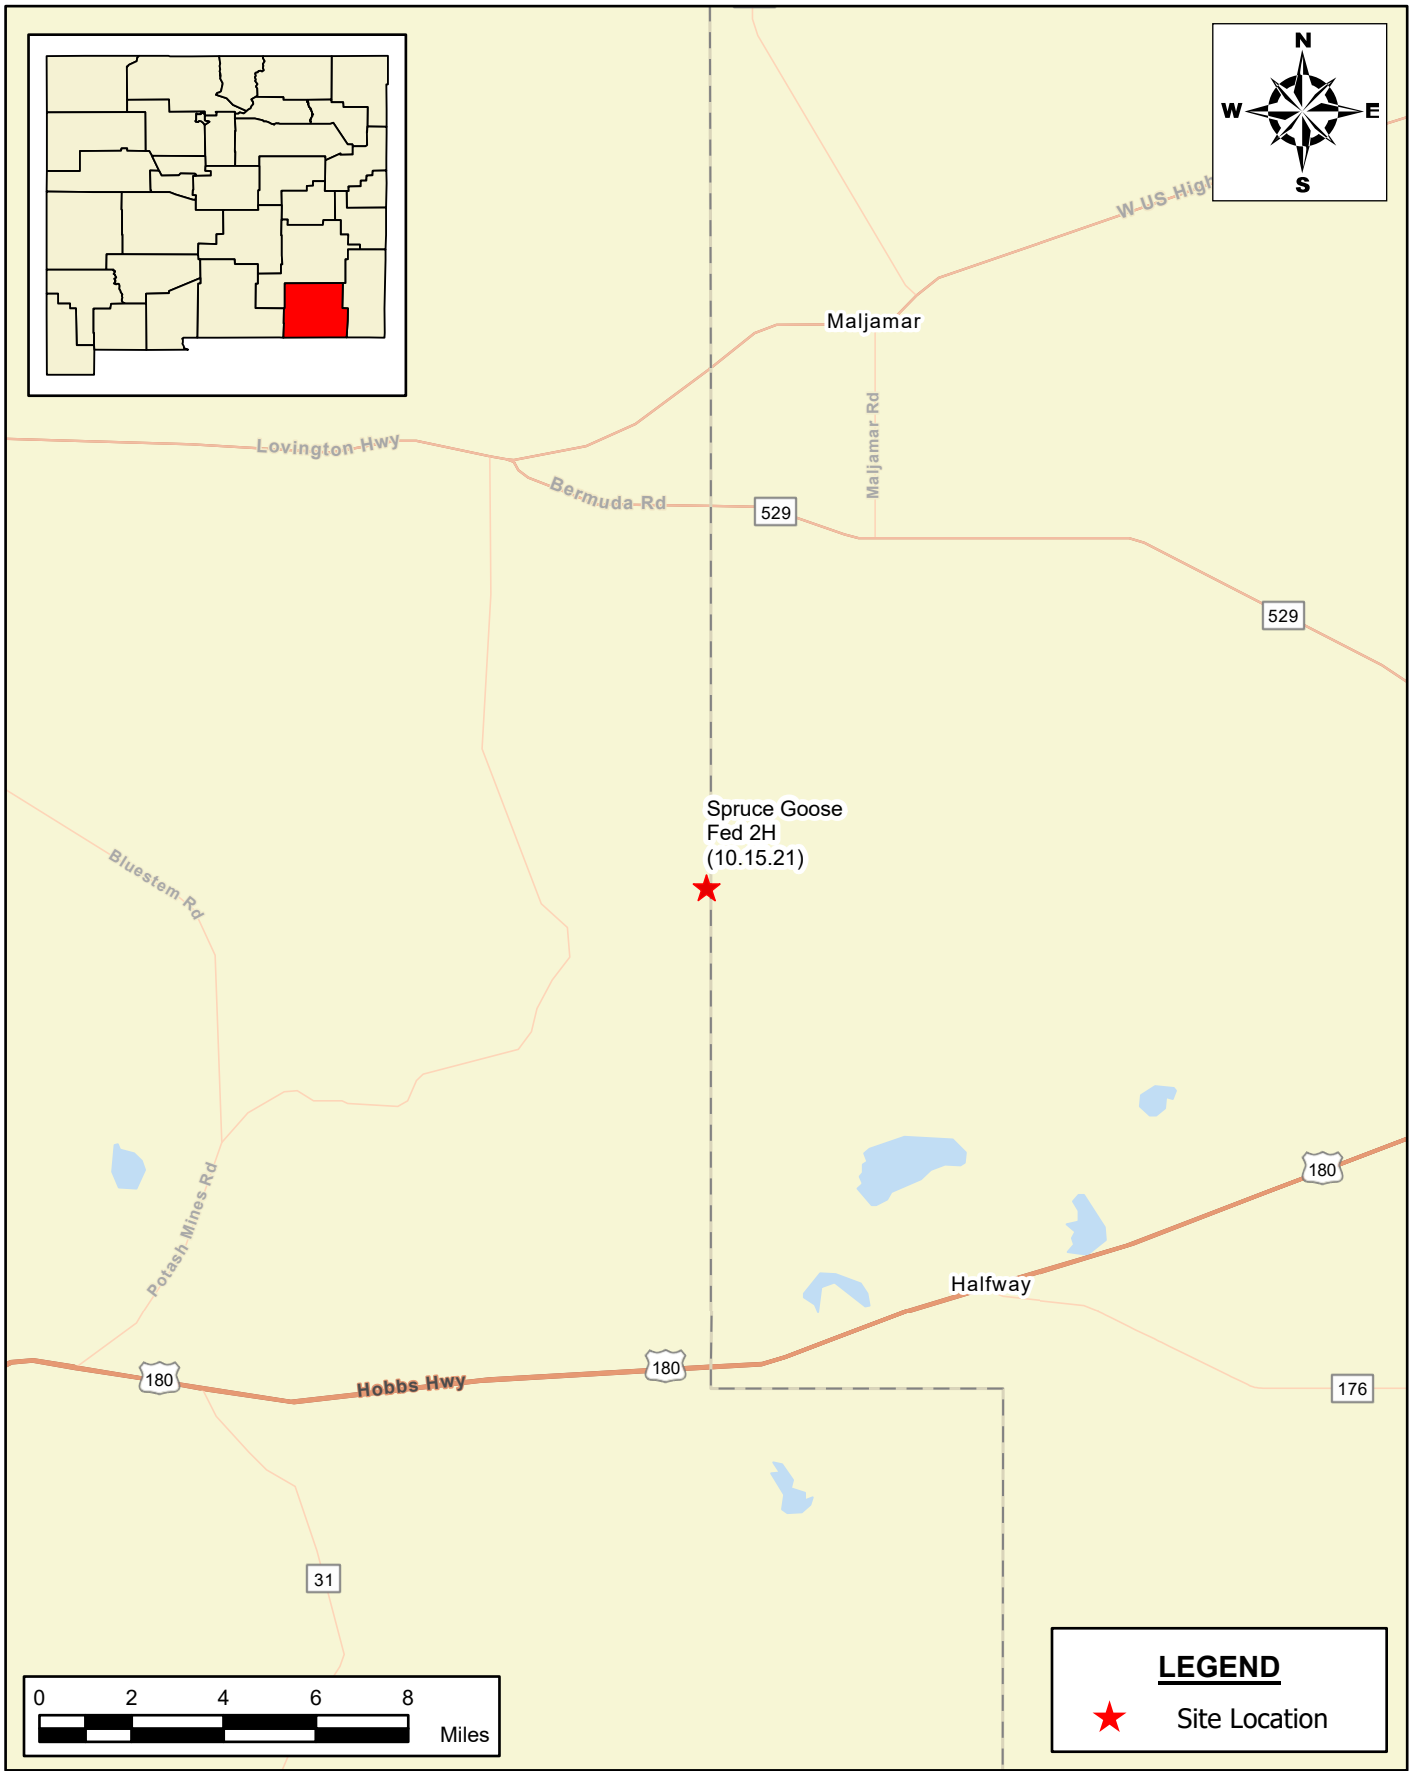 N
W E
S
W US High
Maljamar
Maljamar Rd
Lovington Hwy
Bermuda Rd
529
529
Spruce Goose
Fed 2H
(10.15.21)
Bluestem Rd
Potash Mines Rd
180
Halfway
180
180
Hobbs Hwy
176
31
LEGEND
Site Location
0 2 4 6 8
Miles